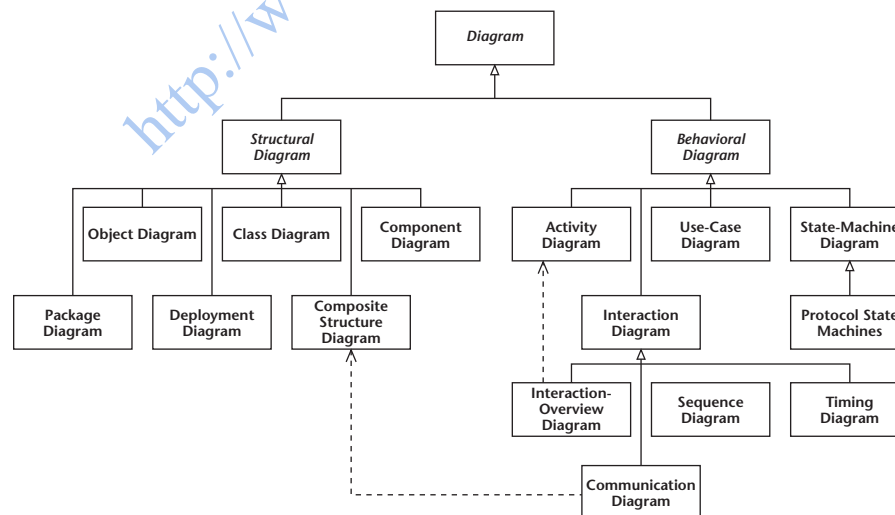 Diagram
http://w
Structural
Diagram
Behavioral
Diagram
Object Diagram
Class Diagram
Component
Diagram
Activity
Diagram
Use-Case
Diagram
State-Machine
Diagram
Package
Diagram
Deployment
Diagram
Composite
Structure
Diagram
Interaction
Diagram
Protocol State
Machines
Interaction-
Overview
Diagram
Sequence
Diagram
Timing
Diagram
Communication
Diagram